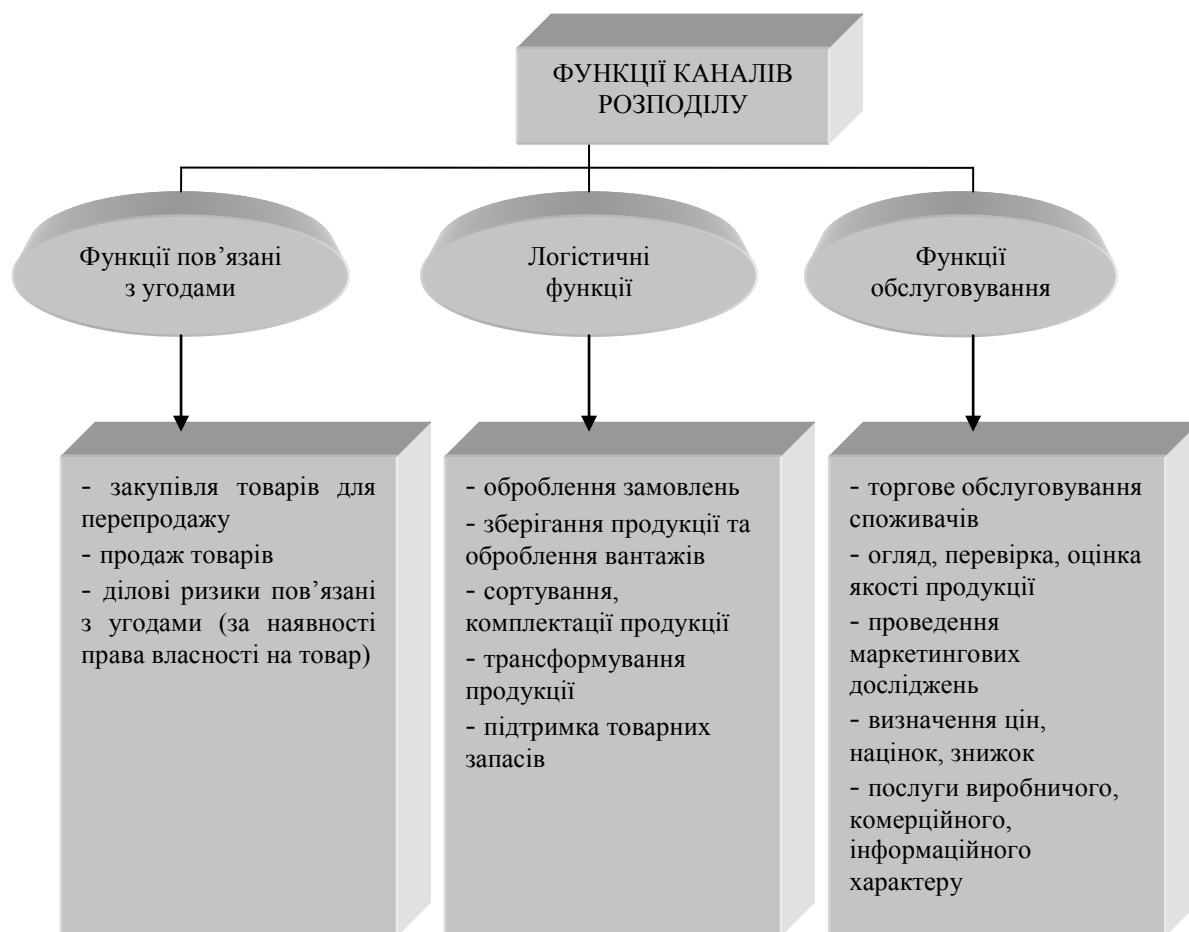 ФУНКЦІЇ КАНАЛІВ
РОЗПОДІЛУ
Функції пов’язані
з угодами
Логістичні
функції
Функції
обслуговування
- закупівля товарів для
перепродажу
- продаж товарів
- ділові ризики пов’язані
з угодами (за наявності
права власності на товар)
- оброблення замовлень
- зберігання продукції та
оброблення вантажів
- сортування,
комплектації продукції
- трансформування
продукції
- підтримка товарних
запасів
- торгове обслуговування
споживачів
- огляд, перевірка, оцінка
якості продукції
- проведення
маркетингових
досліджень
- визначення цін,
націнок, знижок
- послуги виробничого,
комерційного,
інформаційного
характеру